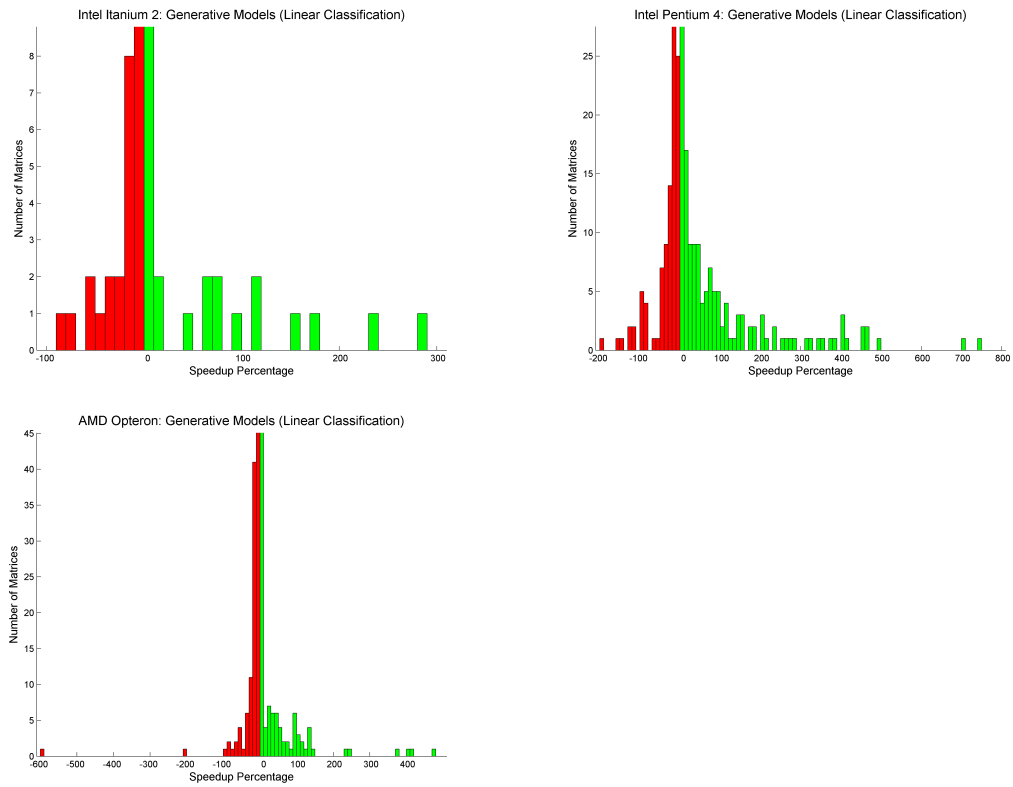 Intel Itanium 2: Generative Models (Linear Classification)
Number of Matrices
8
7
6
5
4
3
2
1
0
-100 0 100 200 300
Speedup Percentage
Intel Pentium 4: Generative Models (Linear Classification)
Number of Matrices
25
20
15
10
5
0
-200 -100 0 100 200 300 400 500 600 700 800
Speedup Percentage
AMD Opteron: Generative Models (Linear Classification)
Number of Matrices
45
40
35
30
25
20
15
10
5
0
-600 -500 -400 -300 -200 -100 0 100 200 300 400
Speedup Percentage